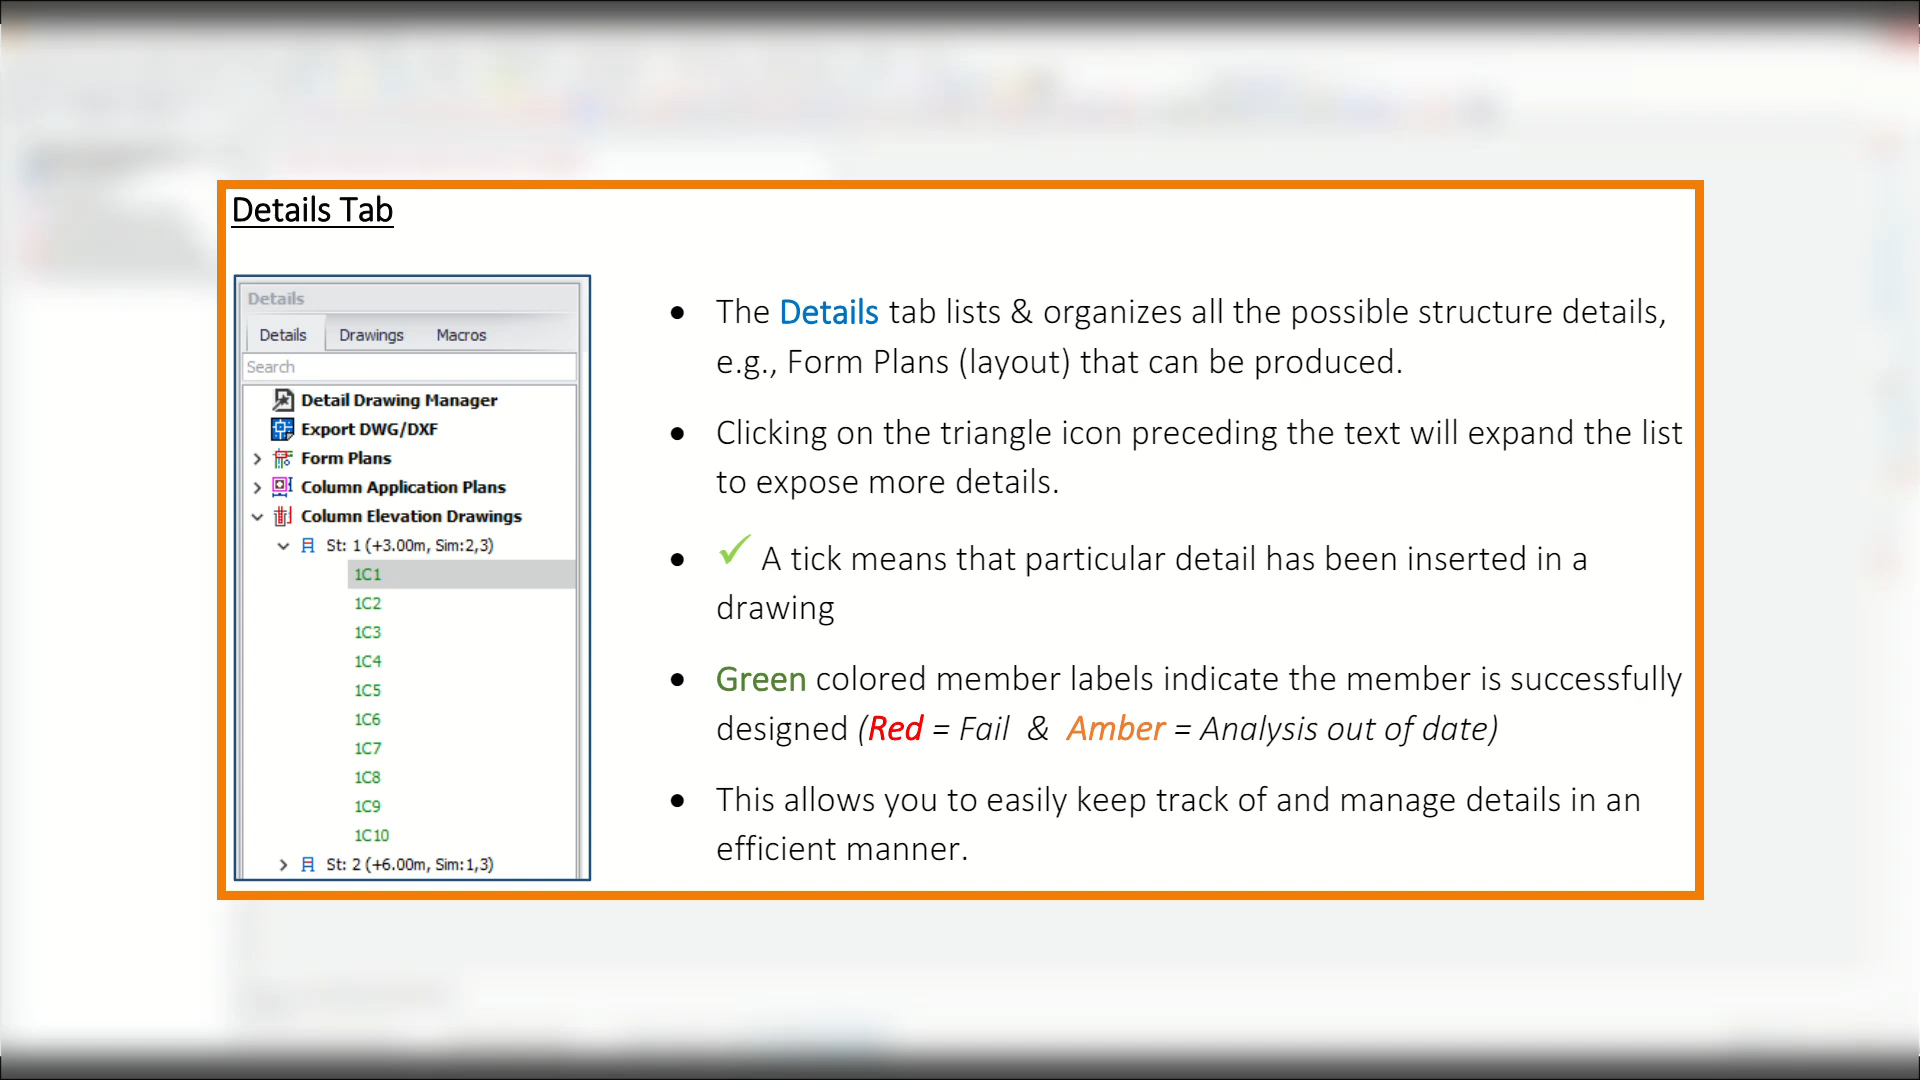 Details Tab
Details
Details Drawings Macros
Search
Detail Drawing Manager
Export DWG/DXF
Form Plans
Column Application Plans
Column Elevation Drawings
St: 1 (+3.00m, Sim:2,3)
1C1
1C2
1C3
1C4
1C5
1C6
1C7
1C8
1C9
1C10
St: 2 (+6.00m, Sim:1,3)
• The Details tab lists & organizes all the possible structure details,
e.g., Form Plans (layout) that can be produced.
• Clicking on the triangle icon preceding the text will expand the list
to expose more details.
• ✓ A tick means that particular detail has been inserted in a
drawing
• Green colored member labels indicate the member is successfully
designed (Red = Fail & Amber = Analysis out of date)
• This allows you to easily keep track of and manage details in an
efficient manner.